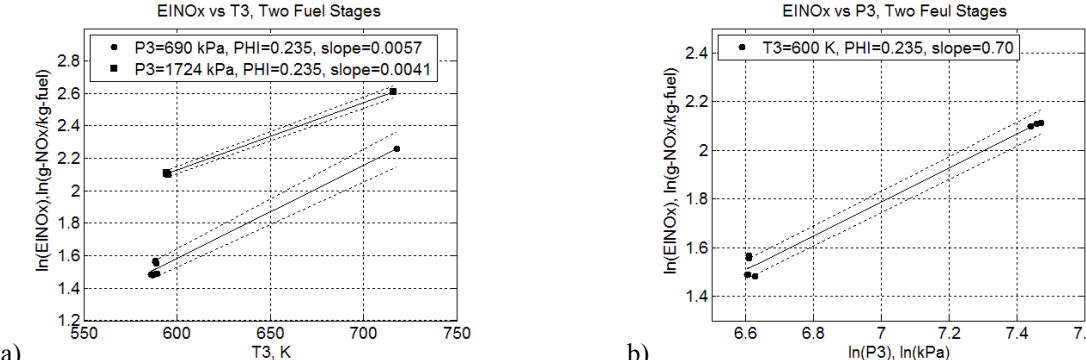 EINOx vs T3, Two Fuel Stages
P3=690 kPa, PHI=0.235, slope=0.0057
P3=1724 kPa, PHI=0.235, slope=0.0041
ln(EINOx),ln(g-NOx/kg-fuel)
2.8
2.6
2.4
2.2
2
1.8
1.6
1.4
1.2
550 600 650 700 750
T3, K
a)
EINOx vs P3, Two Feul Stages
T3=600 K, PHI=0.235, slope=0.70
ln(EINOx), ln(g-NOx/kg-fuel)
2.4
2.2
2
1.8
1.6
1.4
6.6 6.8 7 7.2 7.4 7.
ln(P3), ln(kPa)
b)